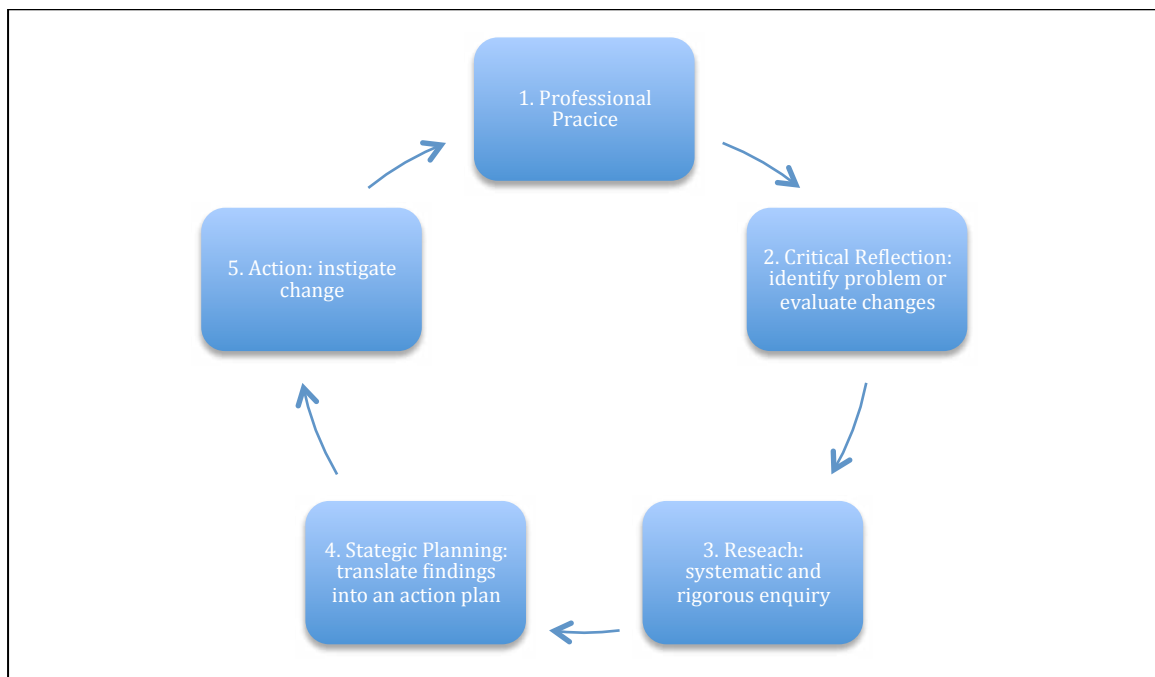 1. Professional
Pracice
2. Critical Reflection:
identify problem or
evaluate changes
3. Reseach:
systematic and
rigorous enquiry
4. Stategic Planning:
translate findings
into an action plan
5. Action: instigate
change